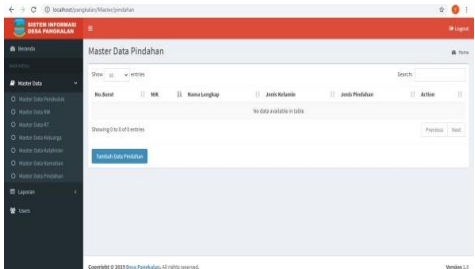 localhost/pangkalan/Master/pindahan
SISTEM INFORMASI
DESA PANGKALAN
Logout
Beranda
Master Data Pindahan
Home
Master Data
Show 10 entries
Search:
Master Data Penduduk
No.Surat NIK Nama Lengkap Jenis Kelamin Jenis Pindahan Action
Master Data RW
No data available in table
Master Data RT
Master Data Keluarga
Showing 0 to 0 of 0 entries
Previous Next
Master Data Kelahiran
Master Data Kematian
Tambah Data Pindahan
Master Data Pindahan
Laporan
Users
Copyright © 2019 Desa Pangkalan. All rights reserved.
Version 1.0